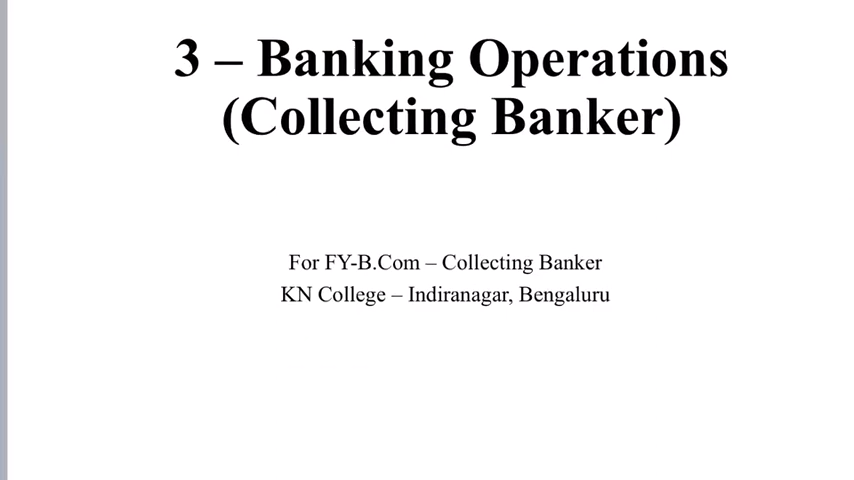 3 – Banking Operations
(Collecting Banker)
For FY-B.Com – Collecting Banker
KN College – Indiranagar, Bengaluru